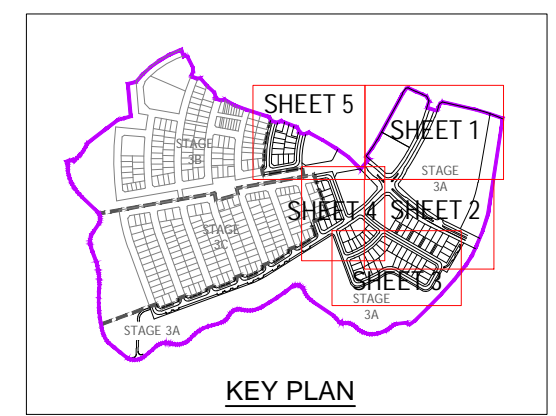 SHEET 5
SHEET 1
STAGE
3B
STAGE
3A
SHEET 4
SHEET 2
STAGE
3C
SHEET 3
STAGE
3A
STAGE 3A
KEY PLAN